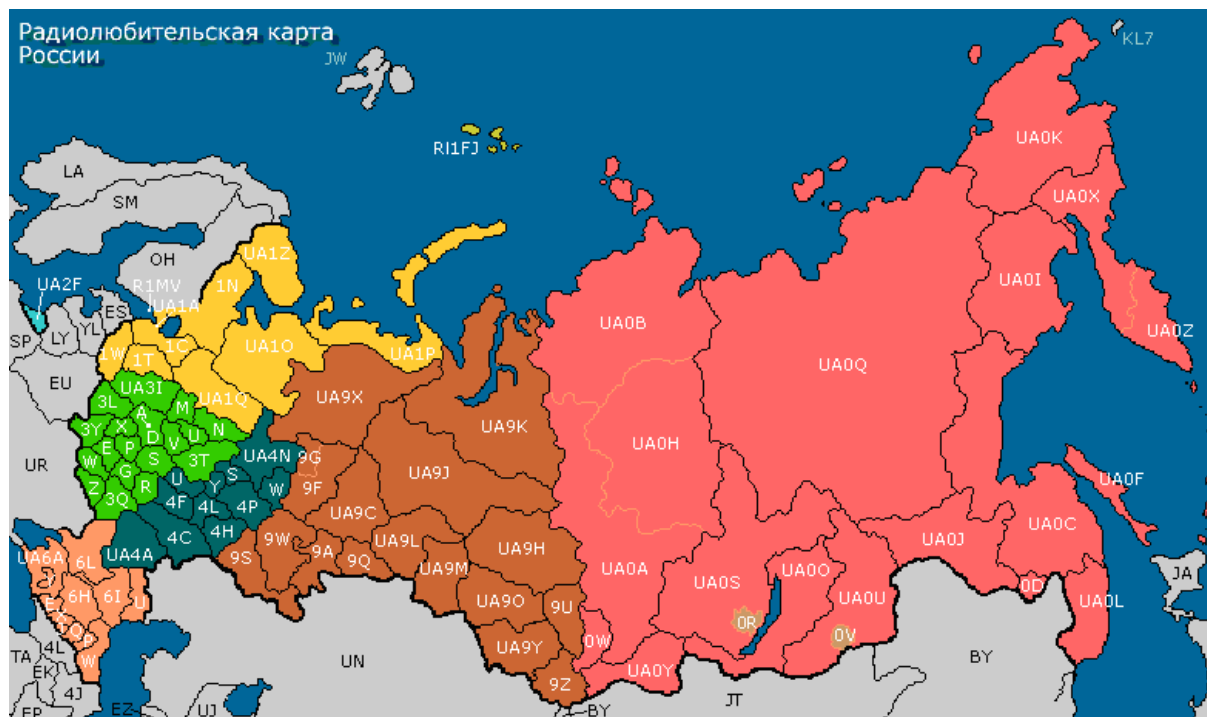 Радиолюбительская карта
России
KL7
JW
RI1FJ
UA0K
LA
UA0X
SM
OH
UA1Z
UA2F
R1MV
1N
UA0I
UA1A
ES
UA0B
UA0Z
SP
LY
YL
1W
1T
1C
UA1O
UA1P
EU
UA3I
UA1Q
UA9X
UA0Q
3L
A
M
3Y
X
D
V
U
N
UA9K
E
P
UA4N
9G
UA0H
UR
W
G
S
3T
UA9J
Z
3Q
R
U
Y
S
W
9F
UA0F
4F
4L
4P
UA9C
UA0C
UA6A
6L
UA4A
4C
4H
9W
9A
UA9L
UA9H
UA0J
J
9S
9Q
UA9M
UA0A
UA0S
UA0O
JA
E
6H
6I
U
UA9O
9U
UA0U
0D
UA0L
X
Q
P
0R
0V
4L
UA9Y
0W
TA
W
UN
UA0Y
BY
EK
4J
9Z
JT
EP
EZ
UJ
BY